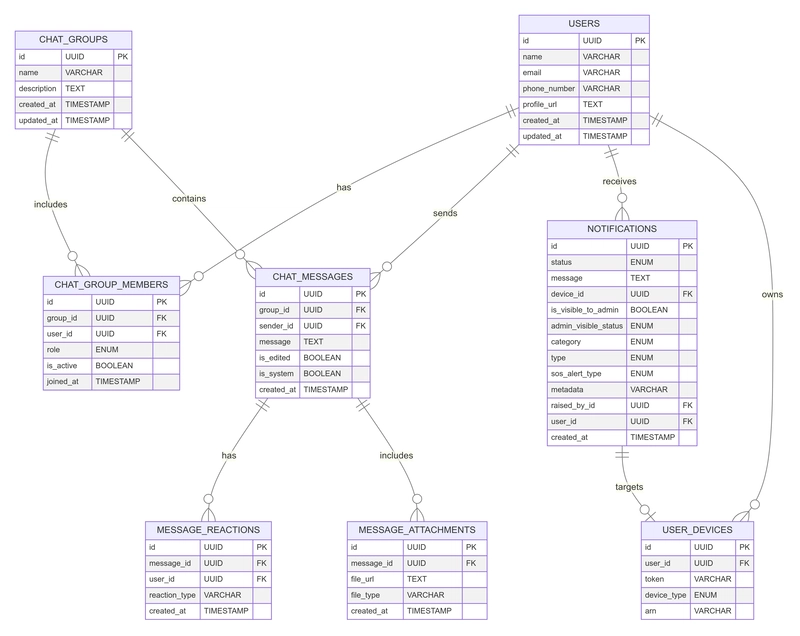 CHAT_GROUPS
id UUID PK
name VARCHAR
description TEXT
created_at TIMESTAMP
updated_at TIMESTAMP
USERS
id UUID PK
name VARCHAR
email VARCHAR
phone_number VARCHAR
profile_url TEXT
created_at TIMESTAMP
updated_at TIMESTAMP
includes
contains
has
sends
receives
owns
CHAT_GROUP_MEMBERS
id UUID PK
group_id UUID FK
user_id UUID FK
role ENUM
is_active BOOLEAN
joined_at TIMESTAMP
CHAT_MESSAGES
id UUID PK
group_id UUID FK
sender_id UUID FK
message TEXT
is_edited BOOLEAN
is_system BOOLEAN
created_at TIMESTAMP
NOTIFICATIONS
id UUID PK
status ENUM
message TEXT
device_id UUID FK
is_visible_to_admin BOOLEAN
admin_visible_status ENUM
category ENUM
type ENUM
sos_alert_type ENUM
metadata VARCHAR
raised_by_id UUID FK
user_id UUID FK
created_at TIMESTAMP
has
includes
targets
MESSAGE_REACTIONS
id UUID PK
message_id UUID FK
user_id UUID FK
reaction_type VARCHAR
created_at TIMESTAMP
MESSAGE_ATTACHMENTS
id UUID PK
message_id UUID FK
file_url TEXT
file_type VARCHAR
created_at TIMESTAMP
USER_DEVICES
id UUID PK
user_id UUID FK
token VARCHAR
device_type ENUM
arn VARCHAR